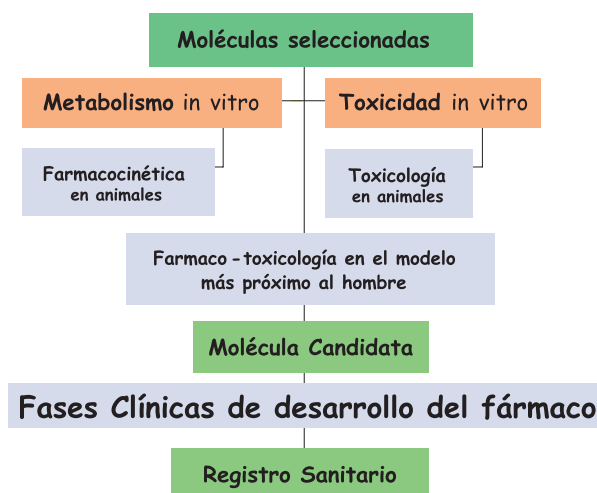 Moléculas seleccionadas
Metabolismo in vitro
Toxicidad in vitro
Farmacocinética
en animales
Toxicología
en animales
Farmaco-toxicología en el modelo
más próximo al hombre
Molécula Candidata
Fases Clínicas de desarrollo del fármaco
Registro Sanitario